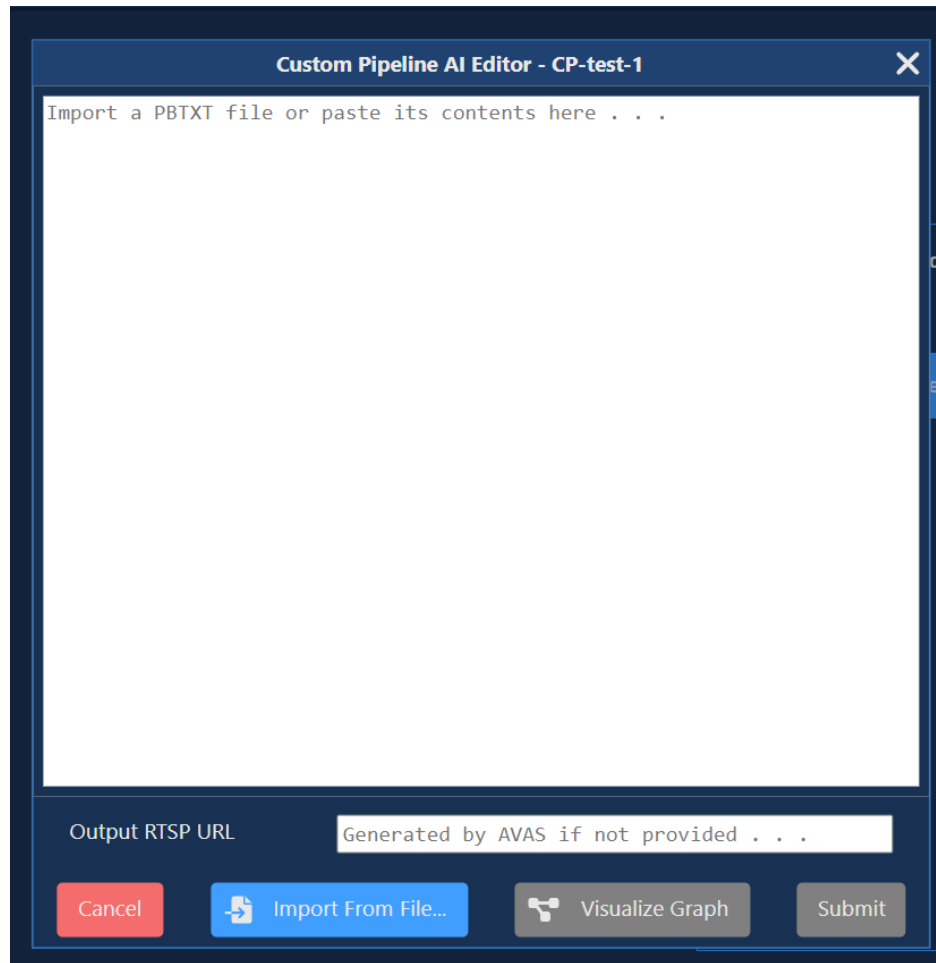 Custom Pipeline AI Editor - CP-test-1
Import a PBTXT file or paste its contents here . . .
Output RTSP URL
Generated by AVAS if not provided . . .
Cancel
Import From File...
Visualize Graph
Submit